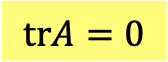 trA = 0